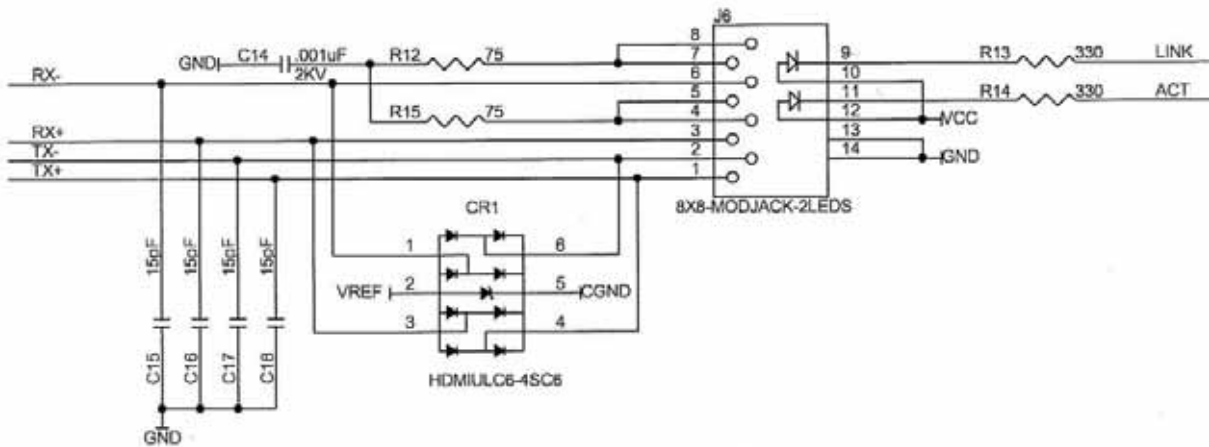 J6
C14 .001uF
GND
2KV
R12 75
8
7
6
5
4
3
2
1
R15 75
9
10
11
12
13
14
R13 330 LINK
R14 330 ACT
VCC
GND
RX-
RX+
TX-
TX+
8X8-MODJACK-2LEDS
CR1
1
6
VREF 2
5 CGND
3
4
HDMIULC6-4SC6
15pF
15pF
15pF
15pF
C15
C16
C17
C18
GND